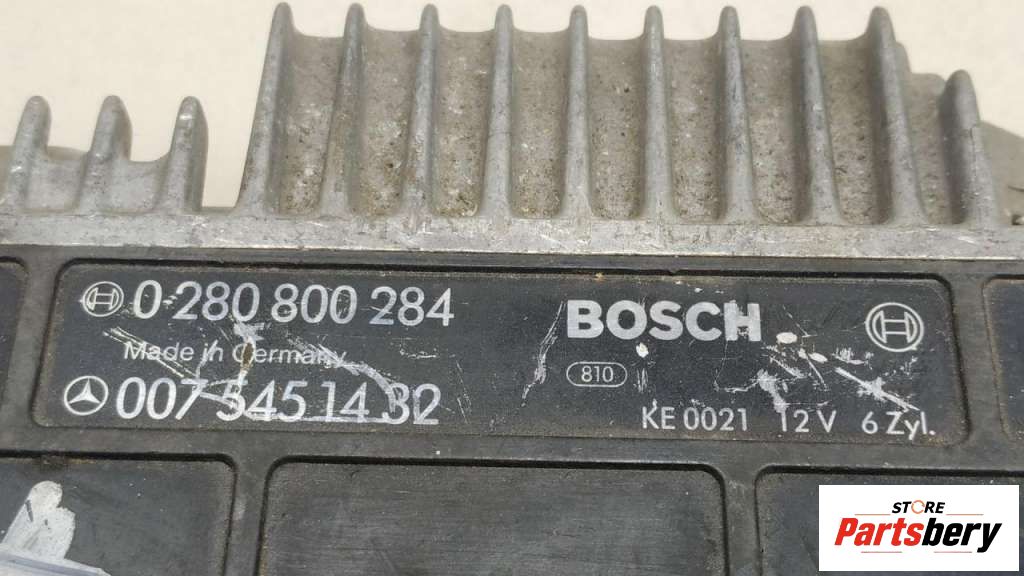 0 280 800 284
Made in Germany
007 545 14 32
BOSCH
810
KE 0021 12 V 6 Zyl.
STORE
Partsbery